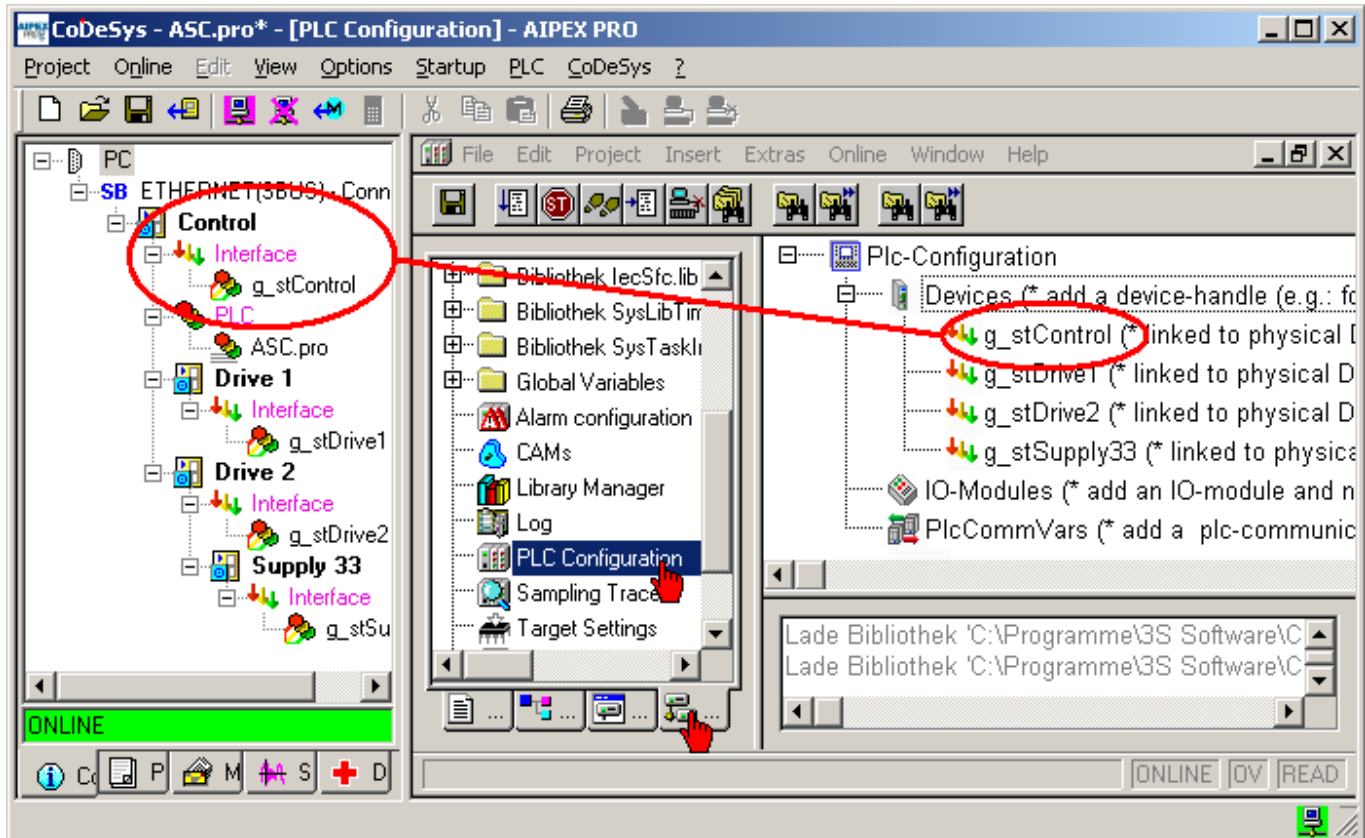 CoDeSys - ASC.pro* - [PLC Configuration] - AIPEX PRO
Project Online Edit View Options Startup PLC CoDeSys ?
PC
SB ETHERNET(SBUS) - Conn
Control
Interface
g_stControl
PLC
ASC.pro
Drive 1
Interface
g_stDrive1
Drive 2
Interface
g_stDrive2
Supply 33
Interface
g_stSu
ONLINE
Co P M S D
File Edit Project Insert Extras Online Window Help
ST
Bibliothek IecSfc.lib
Bibliothek SysLibTim
Bibliothek SysTaskIn
Global Variables
Alarm configuration
CAMs
Library Manager
Log
PLC Configuration
Sampling Trace
Target Settings
... ... ... ...
Plc-Configuration
Devices (* add a device-handle (e.g.: fo
g_stControl (* linked to physical D
g_stDrive1 (* linked to physical D
g_stDrive2 (* linked to physical D
g_stSupply33 (* linked to physica
IO-Modules (* add an IO-module and n
PlcCommVars (* add a plc-communic
Lade Bibliothek 'C:\Programme\3S Software\C
Lade Bibliothek 'C:\Programme\3S Software\C
ONLINE OV READ